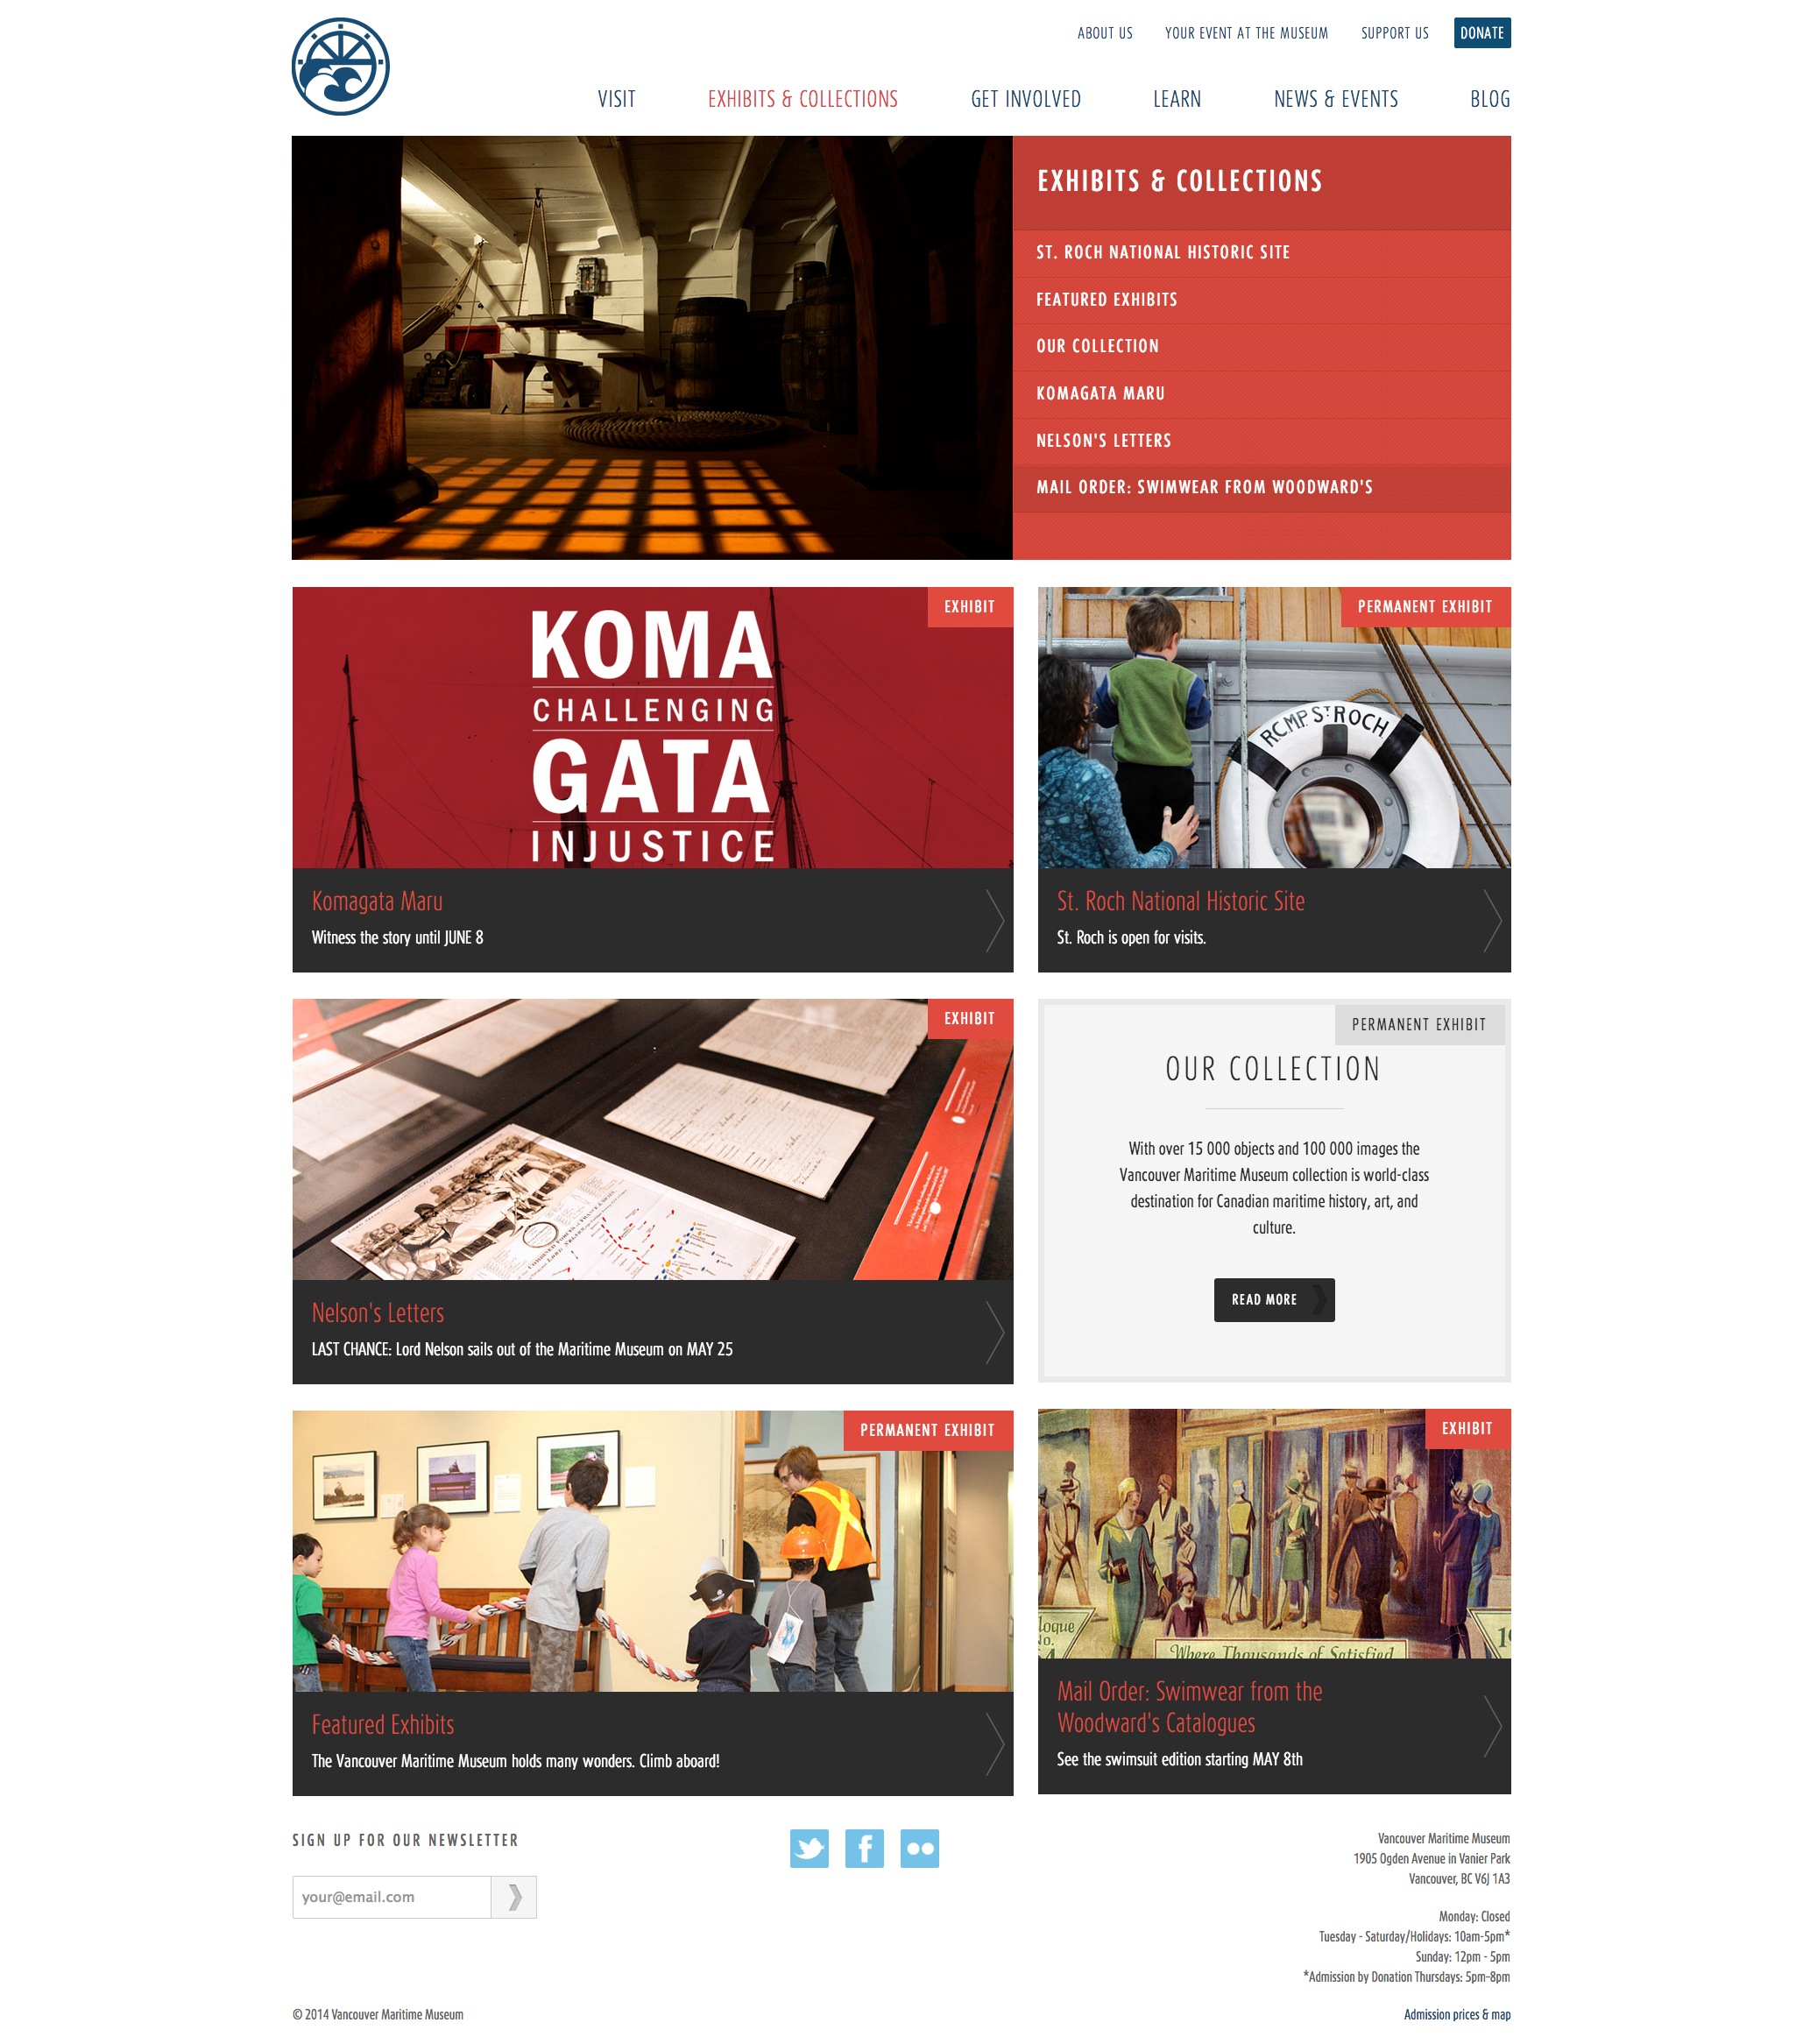 ABOUT US
YOUR EVENT AT THE MUSEUM
SUPPORT US
DONATE
VISIT
EXHIBITS & COLLECTIONS
GET INVOLVED
LEARN
NEWS & EVENTS
BLOG
EXHIBITS & COLLECTIONS
ST. ROCH NATIONAL HISTORIC SITE
FEATURED EXHIBITS
OUR COLLECTION
KOMAGATA MARU
NELSON'S LETTERS
MAIL ORDER: SWIMWEAR FROM WOODWARD'S
EXHIBIT
KOMA
CHALLENGING
GATA
INJUSTICE
Komagata Maru
Witness the story until JUNE 8
PERMANENT EXHIBIT
R.C.M.P. ST ROCH
St. Roch National Historic Site
St. Roch is open for visits.
EXHIBIT
Nelson's Letters
LAST CHANCE: Lord Nelson sails out of the Maritime Museum on MAY 25
PERMANENT EXHIBIT
OUR COLLECTION
With over 15 000 objects and 100 000 images the
Vancouver Maritime Museum collection is world-class
destination for Canadian maritime history, art, and
culture.
READ MORE
PERMANENT EXHIBIT
Featured Exhibits
The Vancouver Maritime Museum holds many wonders. Climb aboard!
EXHIBIT
Where Thousands of Satisfied
Mail Order: Swimwear from the
Woodward's Catalogues
See the swimsuit edition starting MAY 8th
SIGN UP FOR OUR NEWSLETTER
your@email.com
Vancouver Maritime Museum
1905 Ogden Avenue in Vanier Park
Vancouver, BC V6J 1A3
Monday: Closed
Tuesday - Saturday/Holidays: 10am-5pm*
Sunday: 12pm - 5pm
*Admission by Donation Thursdays: 5pm-8pm
© 2014 Vancouver Maritime Museum
Admission prices & map